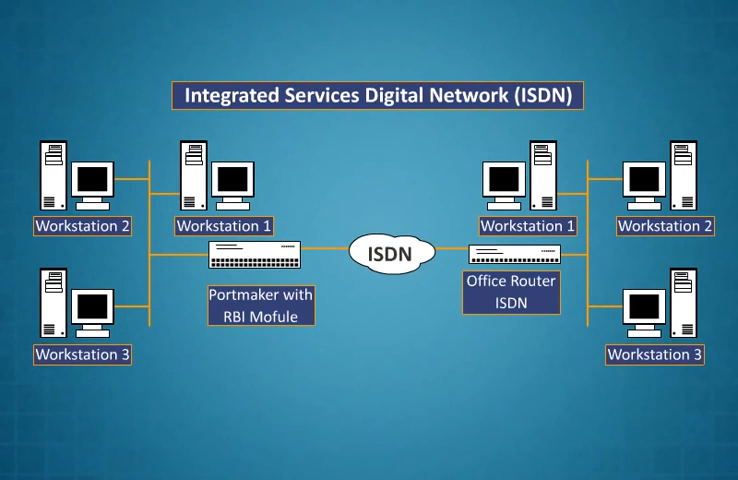 Integrated Services Digital Network (ISDN)
Workstation 2
Workstation 1
Workstation 1
Workstation 2
ISDN
Portmaker with
RBI Mofule
Office Router
ISDN
Workstation 3
Workstation 3